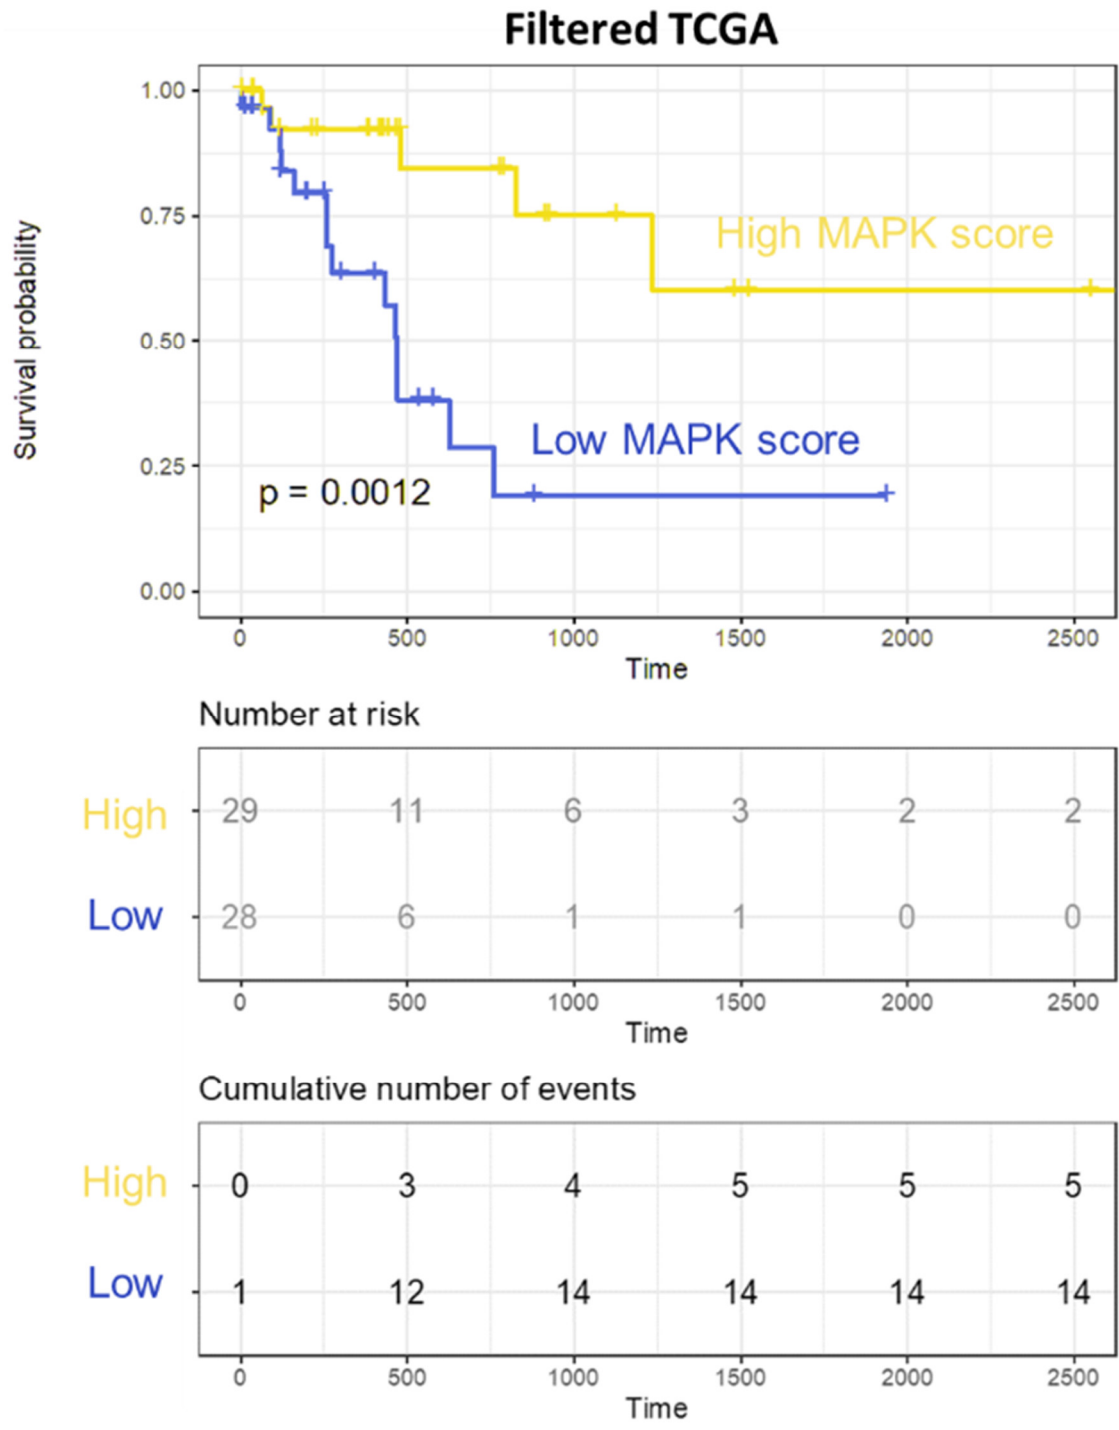 Filtered TCGA
Survival probability
1.00
0.75
0.50
0.25
0.00
High MAPK score
Low MAPK score
p = 0.0012
0 500 1000 1500 2000 2500
Time
Number at risk
High 29 11 6 3 2 2
Low 28 6 1 1 0 0
0 500 1000 1500 2000 2500
Time
Cumulative number of events
High 0 3 4 5 5 5
Low 1 12 14 14 14 14
0 500 1000 1500 2000 2500
Time